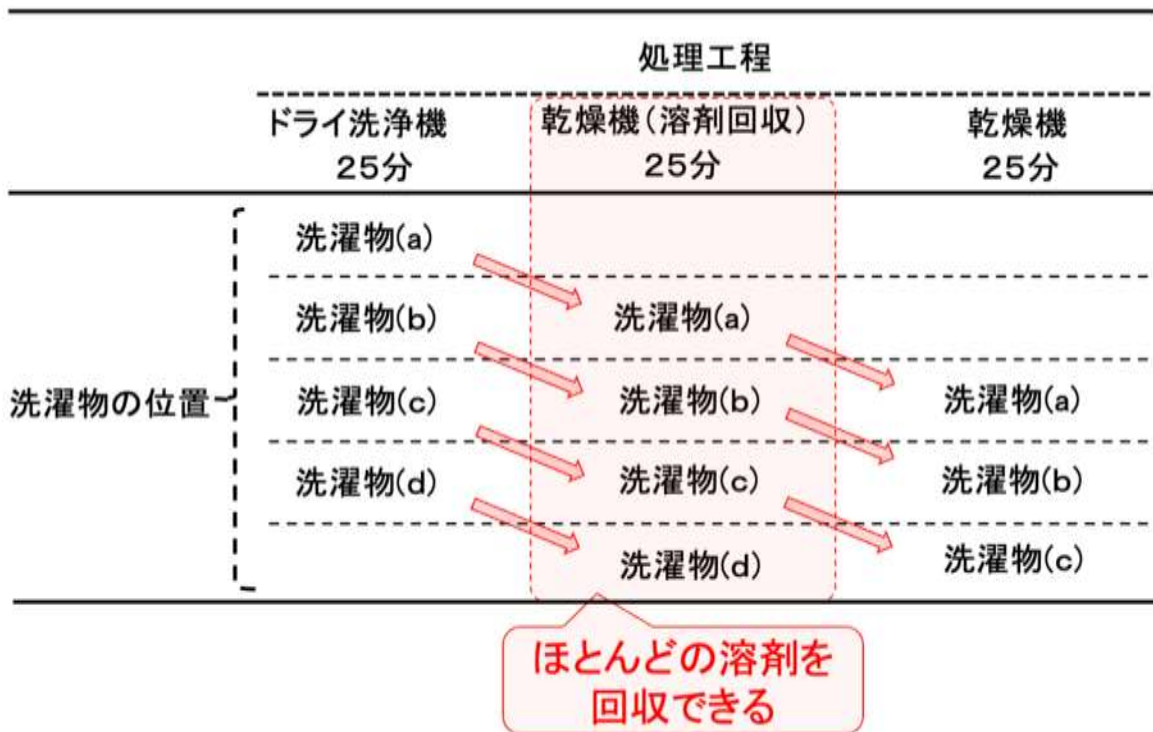 処理工程
ドライ洗浄機 乾燥機(溶剤回収) 乾燥機
25分 25分 25分
洗濯物(a)
洗濯物(b) 洗濯物(a)
洗濯物の位置 洗濯物(c) 洗濯物(b) 洗濯物(a)
洗濯物(d) 洗濯物(c) 洗濯物(b)
洗濯物(d) 洗濯物(c)
ほとんどの溶剤を
回収できる